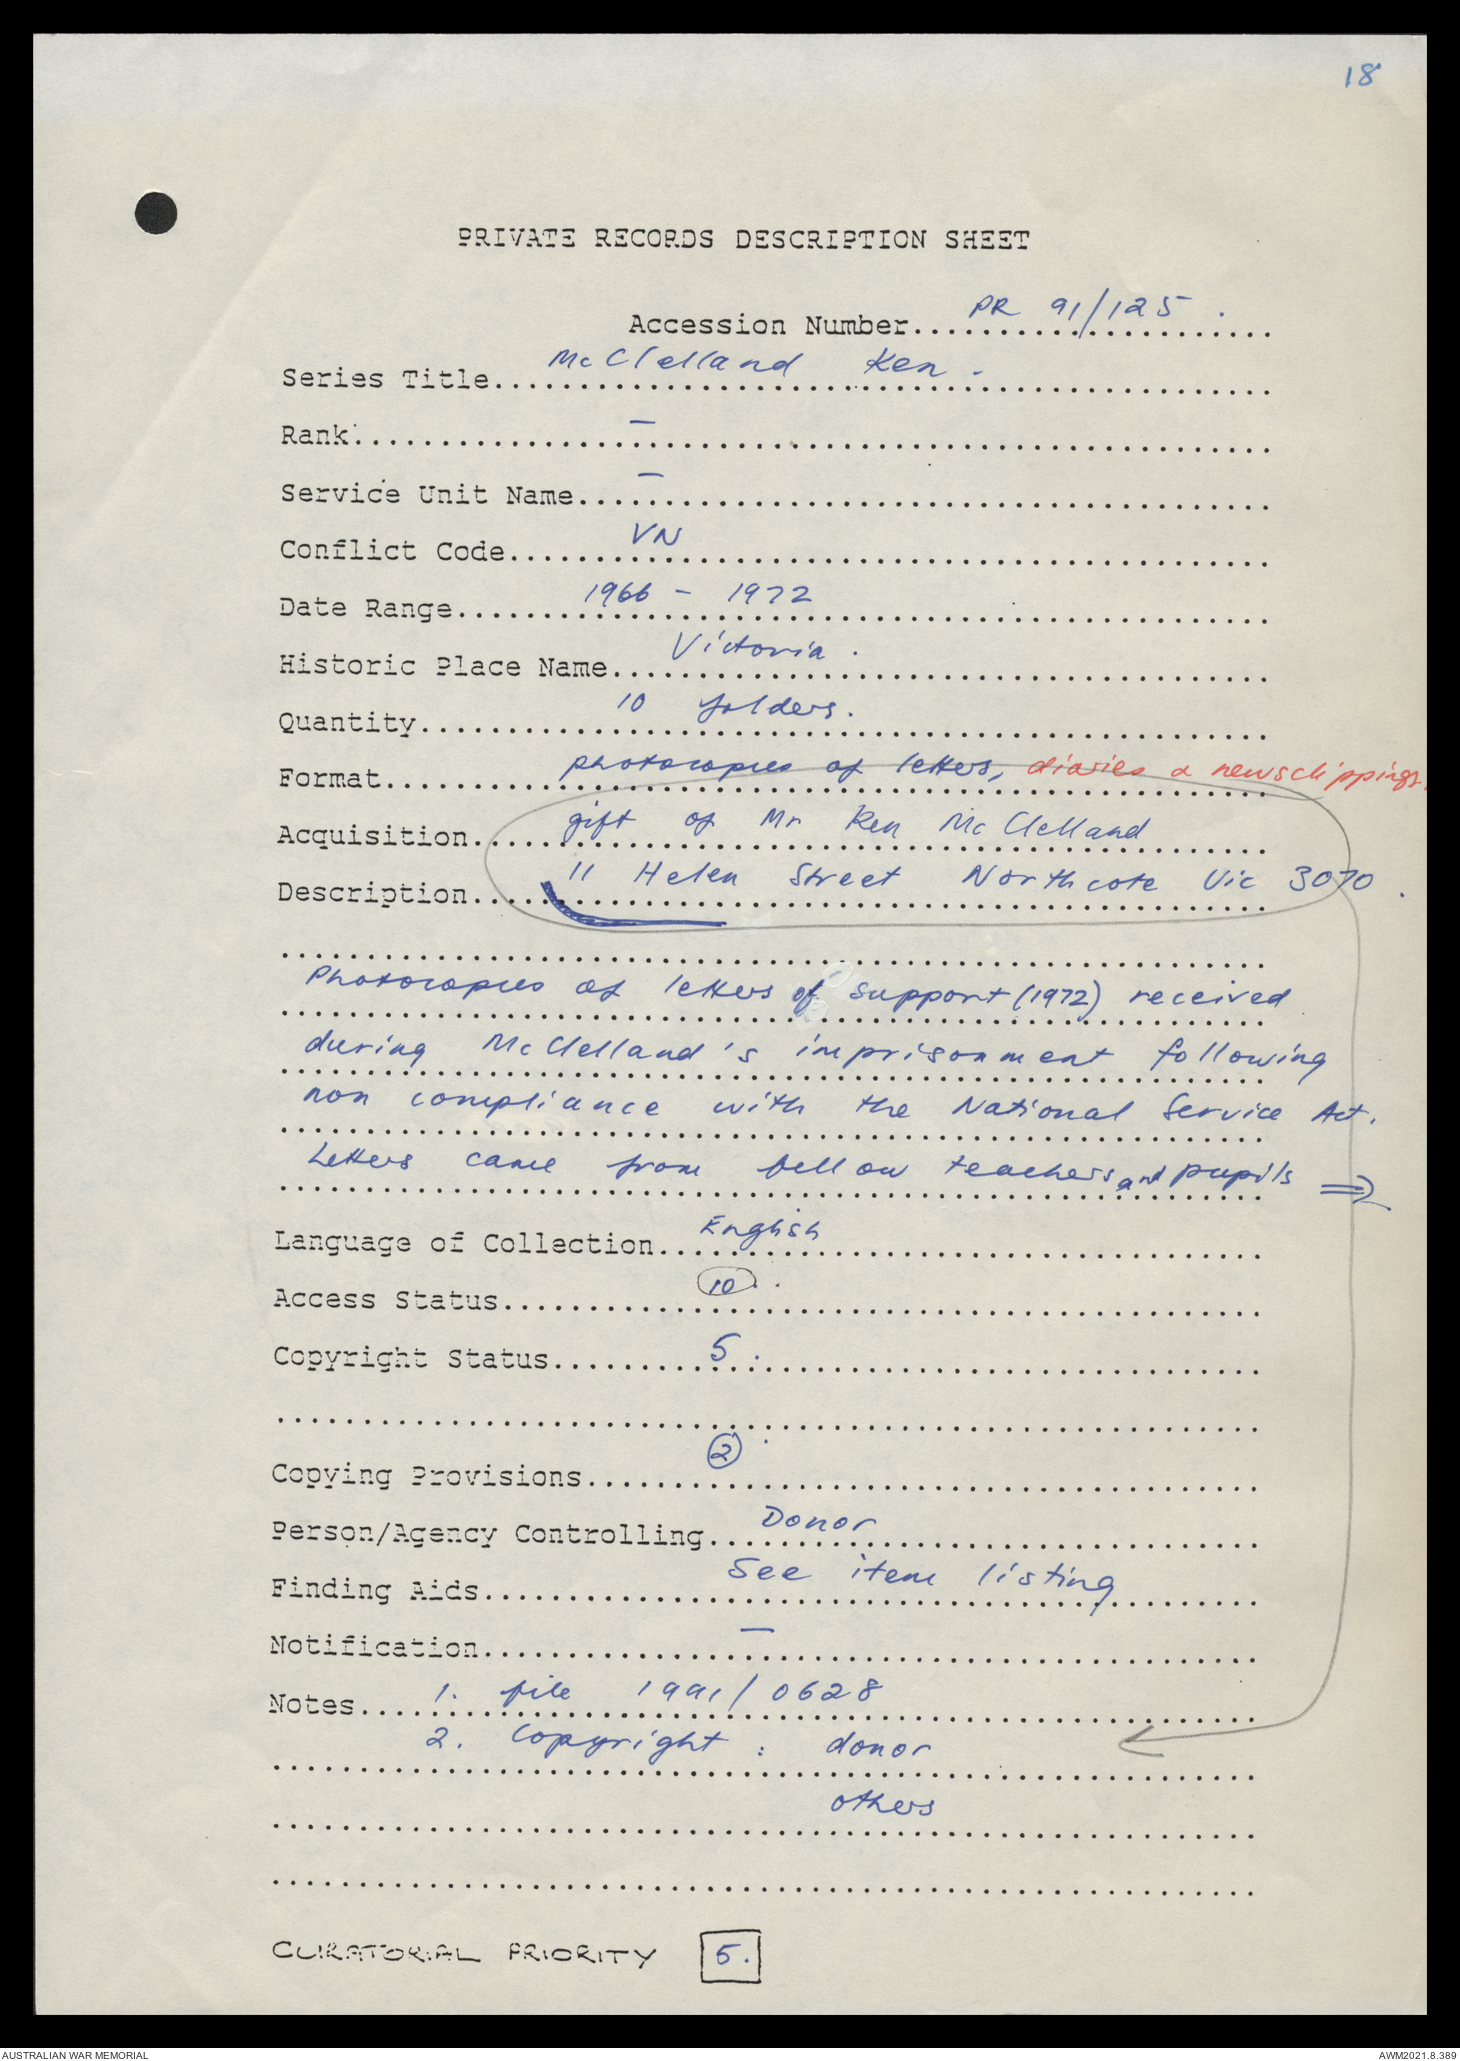 18
PRIVATE RECORDS DESCRIPTION SHEET
Accession Number....PR 91/125.
Series Title....McClelland Ken.
Rank....—
Service Unit Name....—
Conflict Code....VN
Date Range....1966 - 1972
Historic Place Name....Victoria.
Quantity....10 folders.
Format....photocopies of letters, diaries & newsclippings.
Acquisition....gift of Mr Ken McClelland
Description....11 Helen Street Northcote Vic 3070.
Photocopies of letters of support (1972) received
during McClelland's imprisonment following
non compliance with the National Service Act.
Letters came from fellow teachers and pupils ⇒
Language of Collection....English
Access Status....10.
Copyright Status....5.
Copying Provisions....2.
Person/Agency Controlling....Donor
Finding Aids....See item listing
Notification....—
Notes....1. file 1991/0628
2. Copyright : donor
others
CURATORIAL PRIORITY 5.
AUSTRALIAN WAR MEMORIAL
AWM2021.8.389